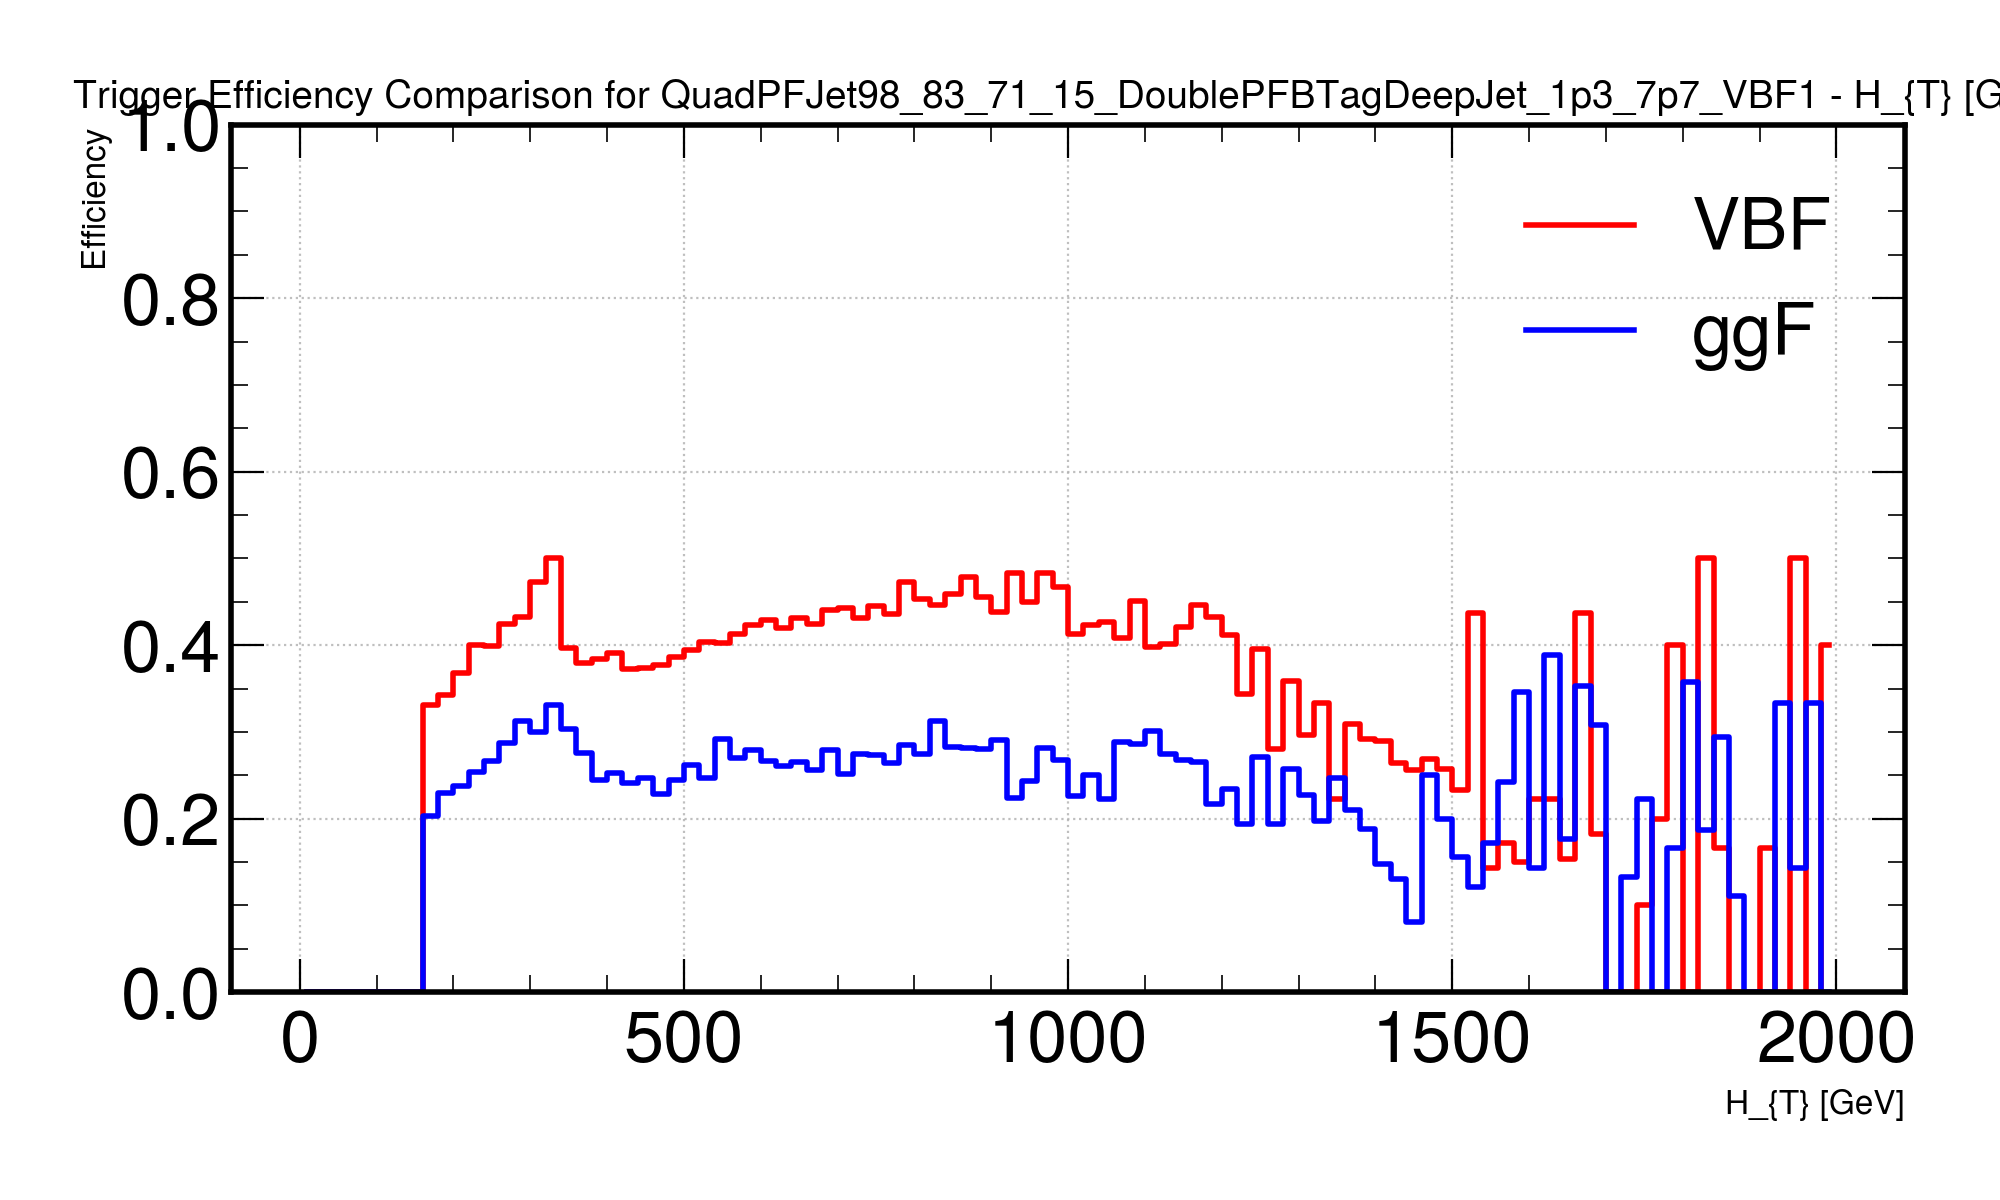 Trigger Efficiency Comparison for QuadPFJet98_83_71_15_DoublePFBTagDeepJet_1p3_7p7_VBF1 - H_{T} [G
Efficiency
1.0
0.8
0.6
0.4
0.2
0.0
VBF
ggF
0 500 1000 1500 2000
H_{T} [GeV]